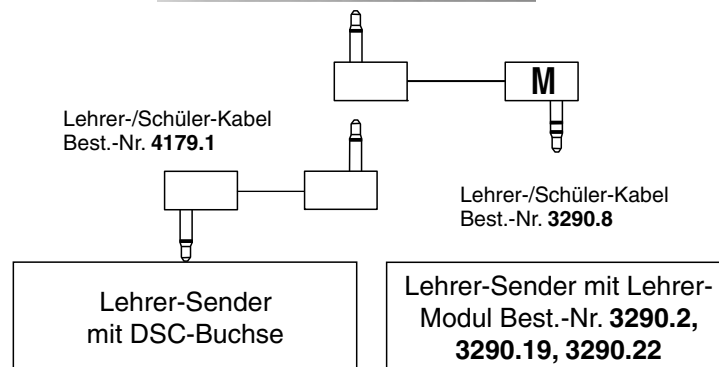 M
Lehrer-/Schüler-Kabel
Best.-Nr. 4179.1
Lehrer-/Schüler-Kabel
Best.-Nr. 3290.8
Lehrer-Sender
mit DSC-Buchse
Lehrer-Sender mit Lehrer-
Modul Best.-Nr. 3290.2,
3290.19, 3290.22